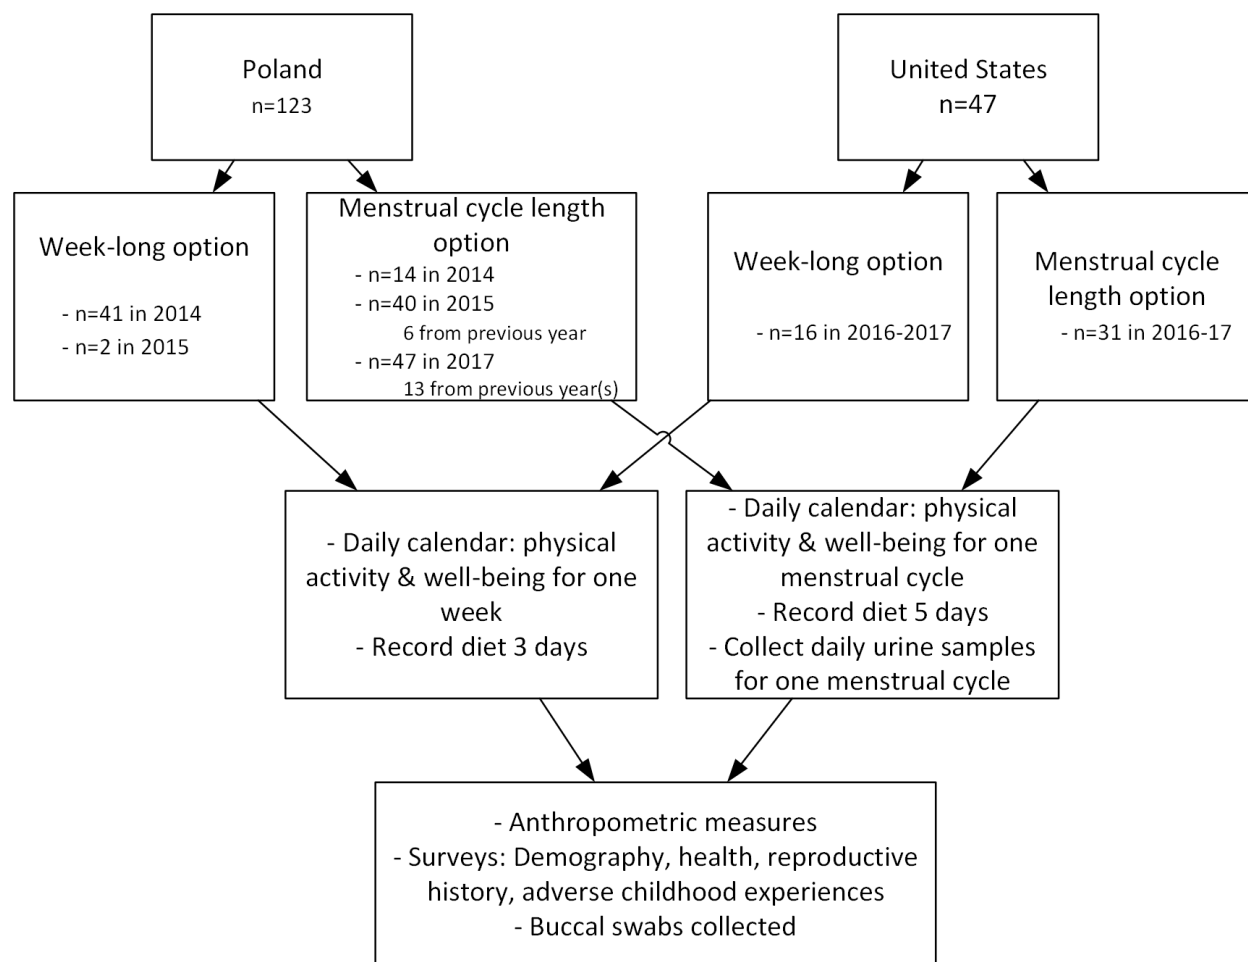 Poland
n=123
United States
n=47
Week-long option
- n=41 in 2014
- n=2 in 2015
Menstrual cycle length
option
- n=14 in 2014
- n=40 in 2015
6 from previous year
- n=47 in 2017
13 from previous year(s)
Week-long option
- n=16 in 2016-2017
Menstrual cycle
length option
- n=31 in 2016-17
- Daily calendar: physical
activity & well-being for one
week
- Record diet 3 days
- Daily calendar: physical
activity & well-being for one
menstrual cycle
- Record diet 5 days
- Collect daily urine samples
for one menstrual cycle
- Anthropometric measures
- Surveys: Demography, health, reproductive
history, adverse childhood experiences
- Buccal swabs collected